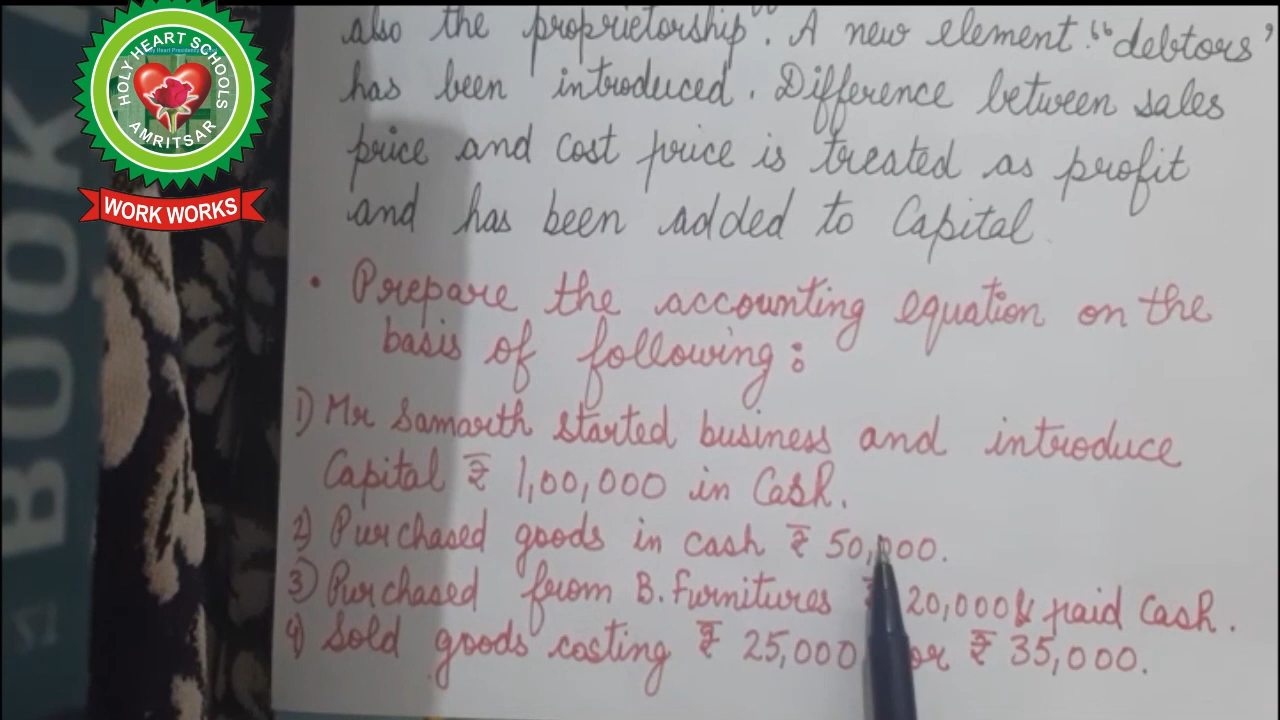 HOLY HEART SCHOOLS
AMRITSAR
WORK WORKS
BOOK
also the proprietorship". A new element "debtors'
has been introduced. Difference between sales
price and cost price is treated as profit
and has been added to Capital.
• Prepare the accounting equation on the
basis of following:
1) Mr Samarth started business and introduce
Capital ₹ 1,00,000 in Cash.
2) Purchased goods in cash ₹ 50,000.
3) Purchased from B. Furnitures ₹ 20,000 & paid Cash.
4) Sold goods costing ₹ 25,000 or ₹ 35,000.